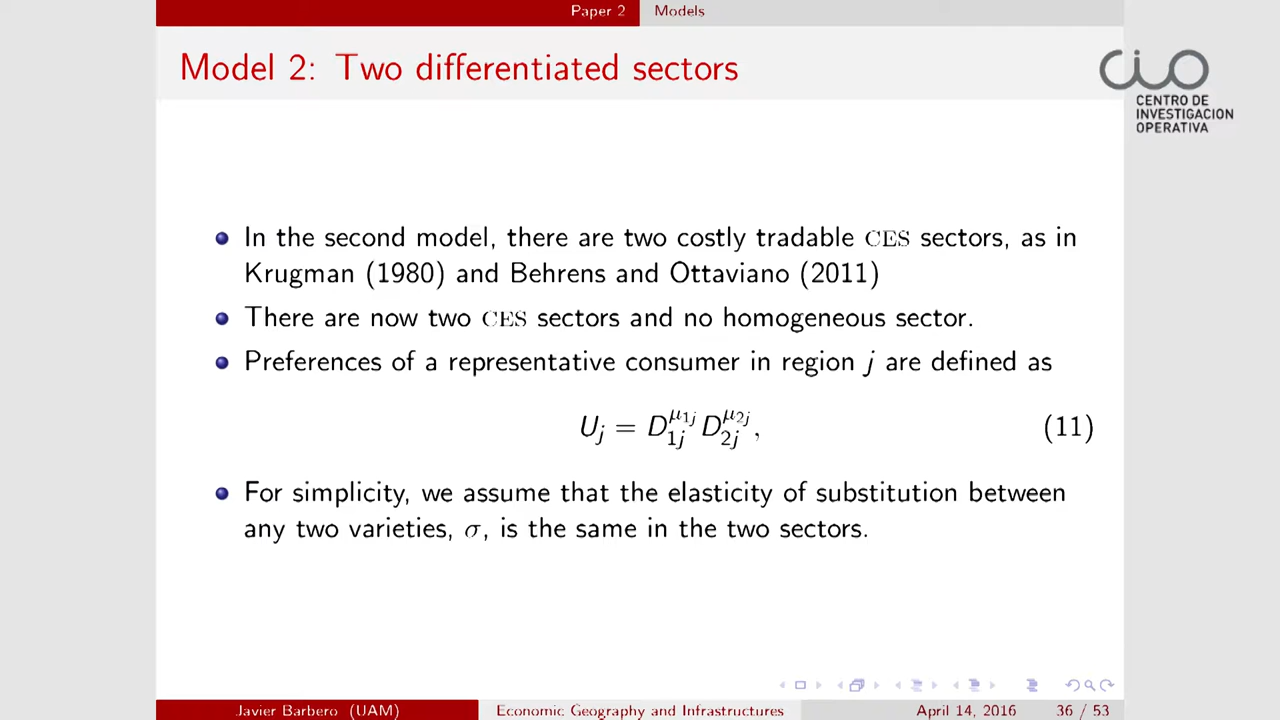 Paper 2 Models
Model 2: Two differentiated sectors
CIO
CENTRO DE
INVESTIGACION
OPERATIVA
In the second model, there are two costly tradable CES sectors, as in
Krugman (1980) and Behrens and Ottaviano (2011)
There are now two CES sectors and no homogeneous sector.
Preferences of a representative consumer in region j are defined as
U_j = D_{1j}^{μ_{1j}} D_{2j}^{μ_{2j}}, (11)
For simplicity, we assume that the elasticity of substitution between
any two varieties, σ, is the same in the two sectors.
Javier Barbero (UAM) Economic Geography and Infrastructures April 14, 2016 36 / 53